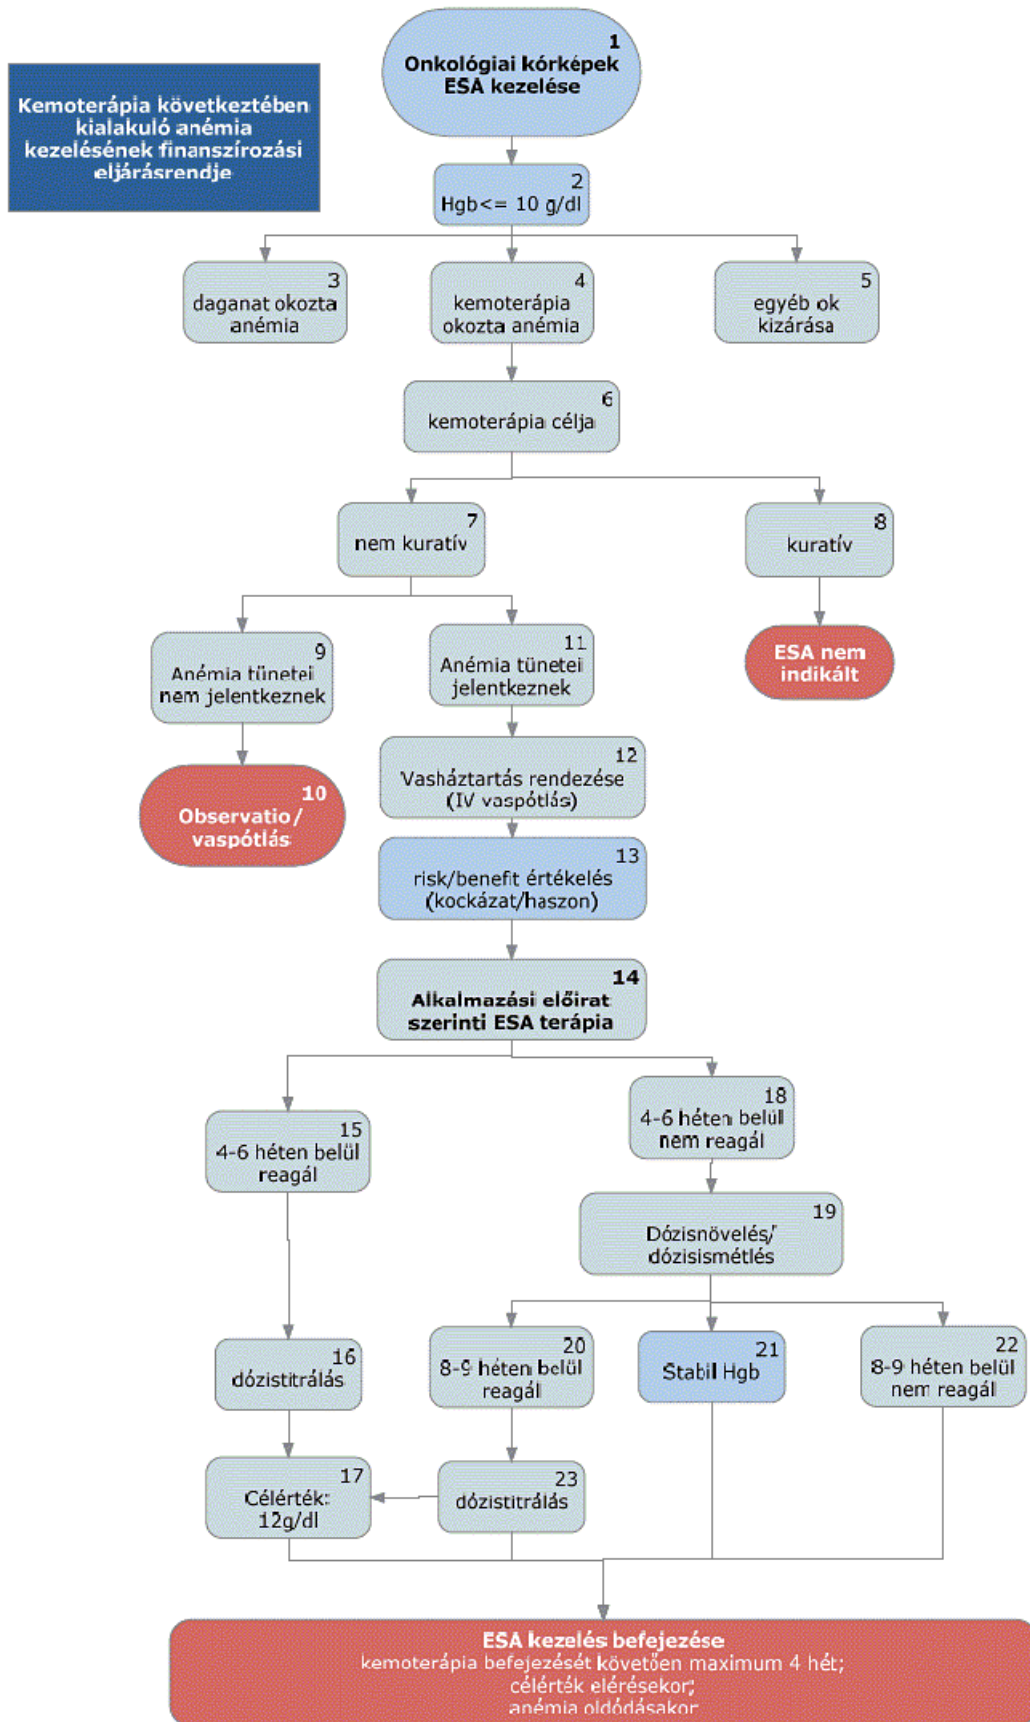 1
Onkológiai kórképek
ESA kezelése
Kemoterápia következtében
kialakuló anémia
kezelésének finanszírozási
eljárásrendje
2
Hgb<= 10 g/dl
3
daganat okozta
anémia
4
kemoterápia
okozta anémia
5
egyéb ok
kizárása
6
kemoterápia célja
7
nem kuratív
8
kuratív
9
Anémia tünetei
nem jelentkeznek
11
Anémia tünetei
jelentkeznek
ESA nem
indikált
10
Observatio/
vaspótlás
12
Vasháztartás rendezése
(IV vaspótlás)
13
risk/benefit értékelés
(kockázat/haszon)
14
Alkalmazási előirat
szerinti ESA terápia
15
4-6 héten belül
reagál
18
4-6 héten belül
nem reagál
19
Dózisnövelés/
dózisismétlés
16
dózistitrálás
20
8-9 héten belül
reagál
21
Stabil Hgb
22
8-9 héten belül
nem reagál
17
Célérték:
12g/dl
23
dózistitrálás
ESA kezelés befejezése
kemoterápia befejezését követően maximum 4 hét;
célérték elérésekor;
anémia oldódásakor